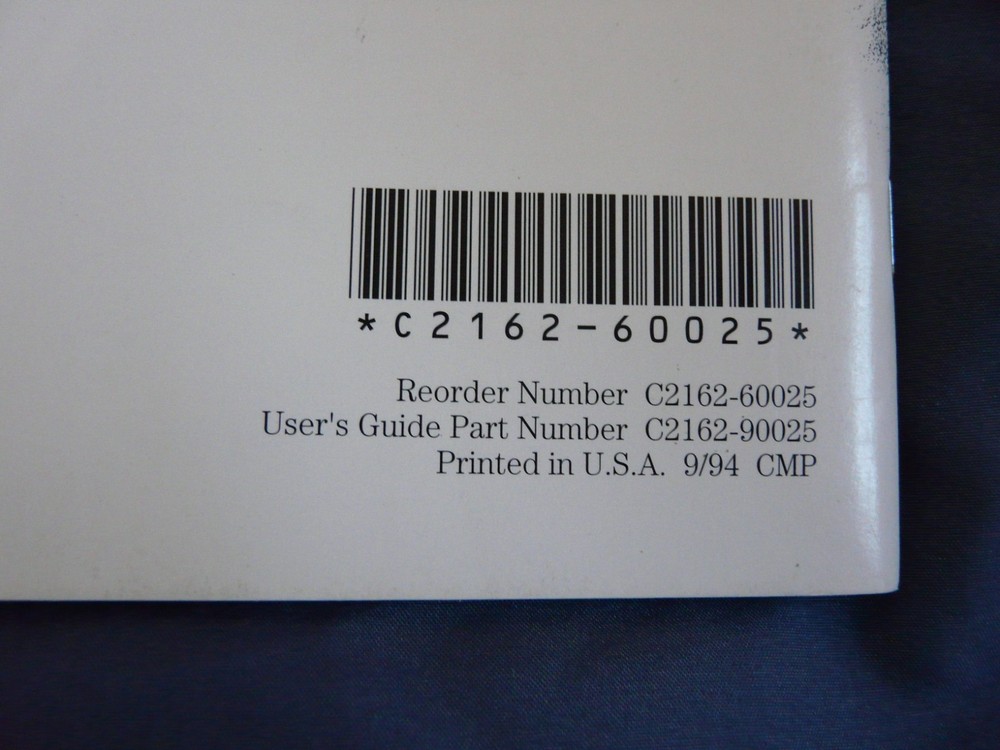 *C2162-60025*
Reorder Number C2162-60025
User's Guide Part Number C2162-90025
Printed in U.S.A. 9/94 CMP